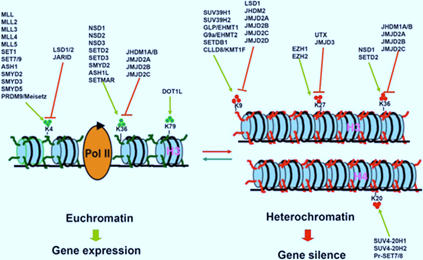 MLL
MLL2
MLL3
MLL4
MLL5
SET1
SET7/9
ASH1
SMYD2
SMYD3
SMYD5
PRDM9/Meisetz
LSD1/2
JARID
NSD1
NSD2
NSD3
SETD2
SETD3
SMYD2
ASH1L
SETMAR
JHDM1A/B
JMJD2A
JMJD2B
JMJD2C
DOT1L
K4
K36
K79
Pol II
Euchromatin
Gene expression
SUV39H1
SUV39H2
GLP/EHMT1
G9a/EHMT2
SETDB1
CLLD8/KMT1F
LSD1
JHDM2
JMJD2A
JMJD2B
JMJD2C
JMJD2D
EZH1
EZH2
UTX
JMJD3
NSD1
SETD2
JHDM1A/B
JMJD2A
JMJD2B
JMJD2C
K9
K27
K36
K20
Heterochromatin
Gene silence
SUV4-20H1
SUV4-20H2
Pr-SET7/8